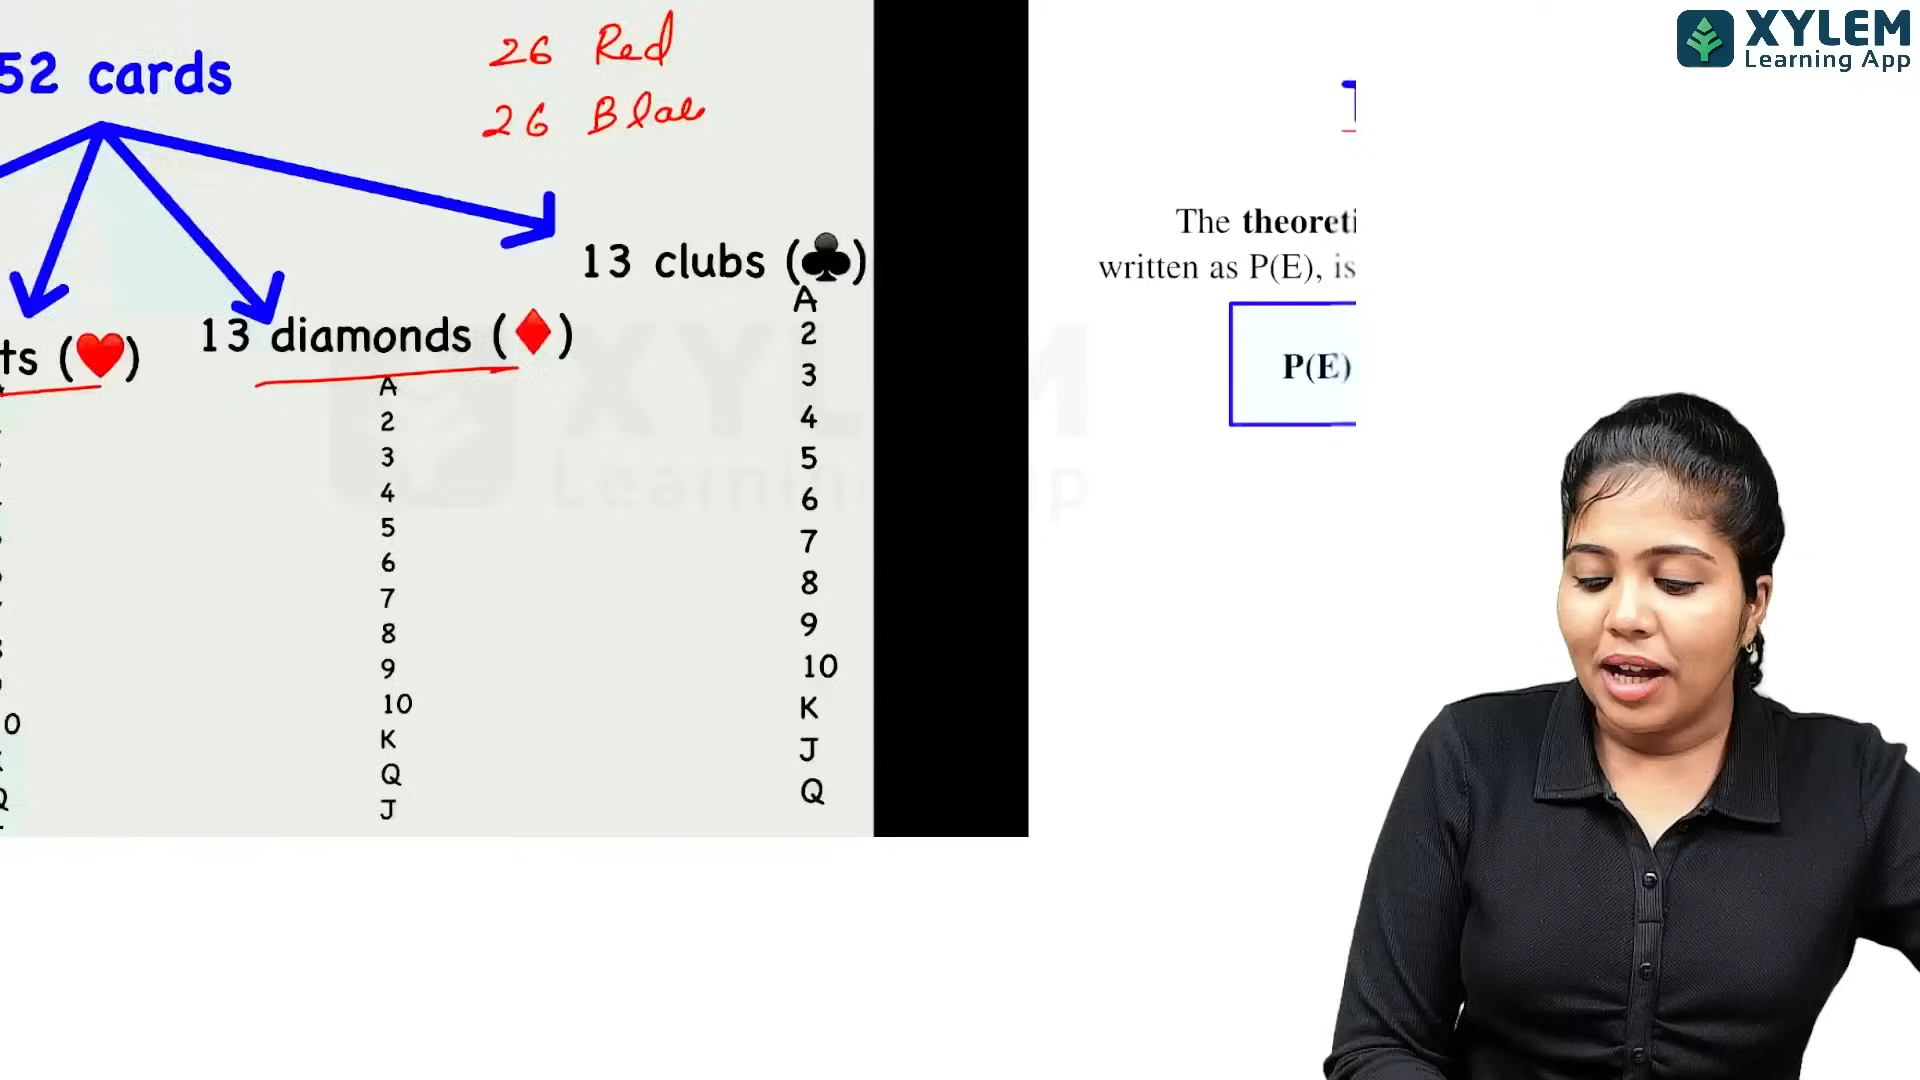 XYLEM
Learning App
26 Red
26 Blac
52 cards
The theoreti
written as P(E), is
P(E)
13 clubs (♣)
A
2
3
4
5
6
7
8
9
10
K
J
Q
13 diamonds (♦)
A
2
3
4
5
6
7
8
9
10
K
Q
J
ts (♥)
0
Q